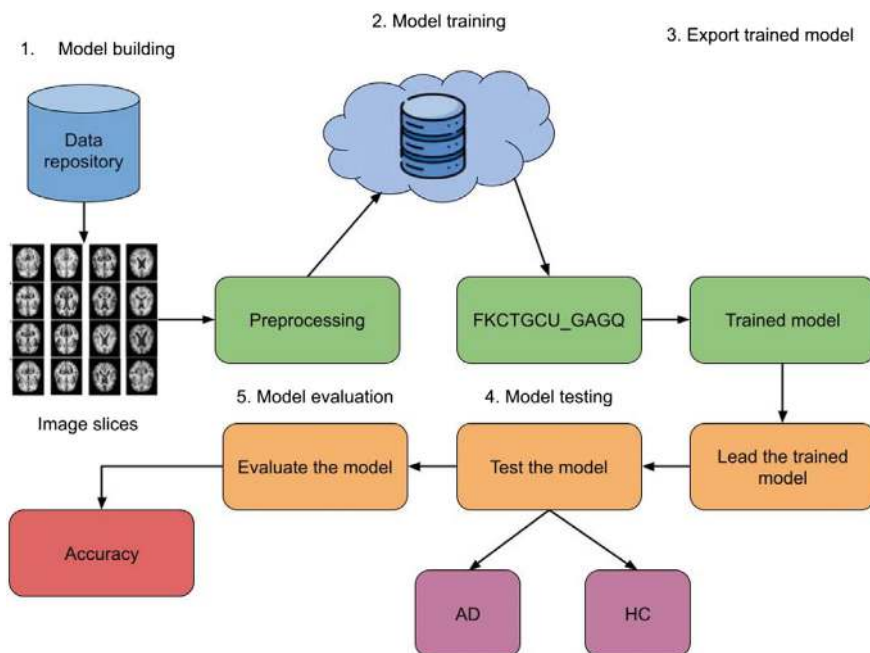 1. Model building
2. Model training
3. Export trained model
Data
repository
Preprocessing
FKCTGCU_GAGQ
Trained model
Image slices
5. Model evaluation
4. Model testing
Evaluate the model
Test the model
Lead the trained
model
Accuracy
AD
HC